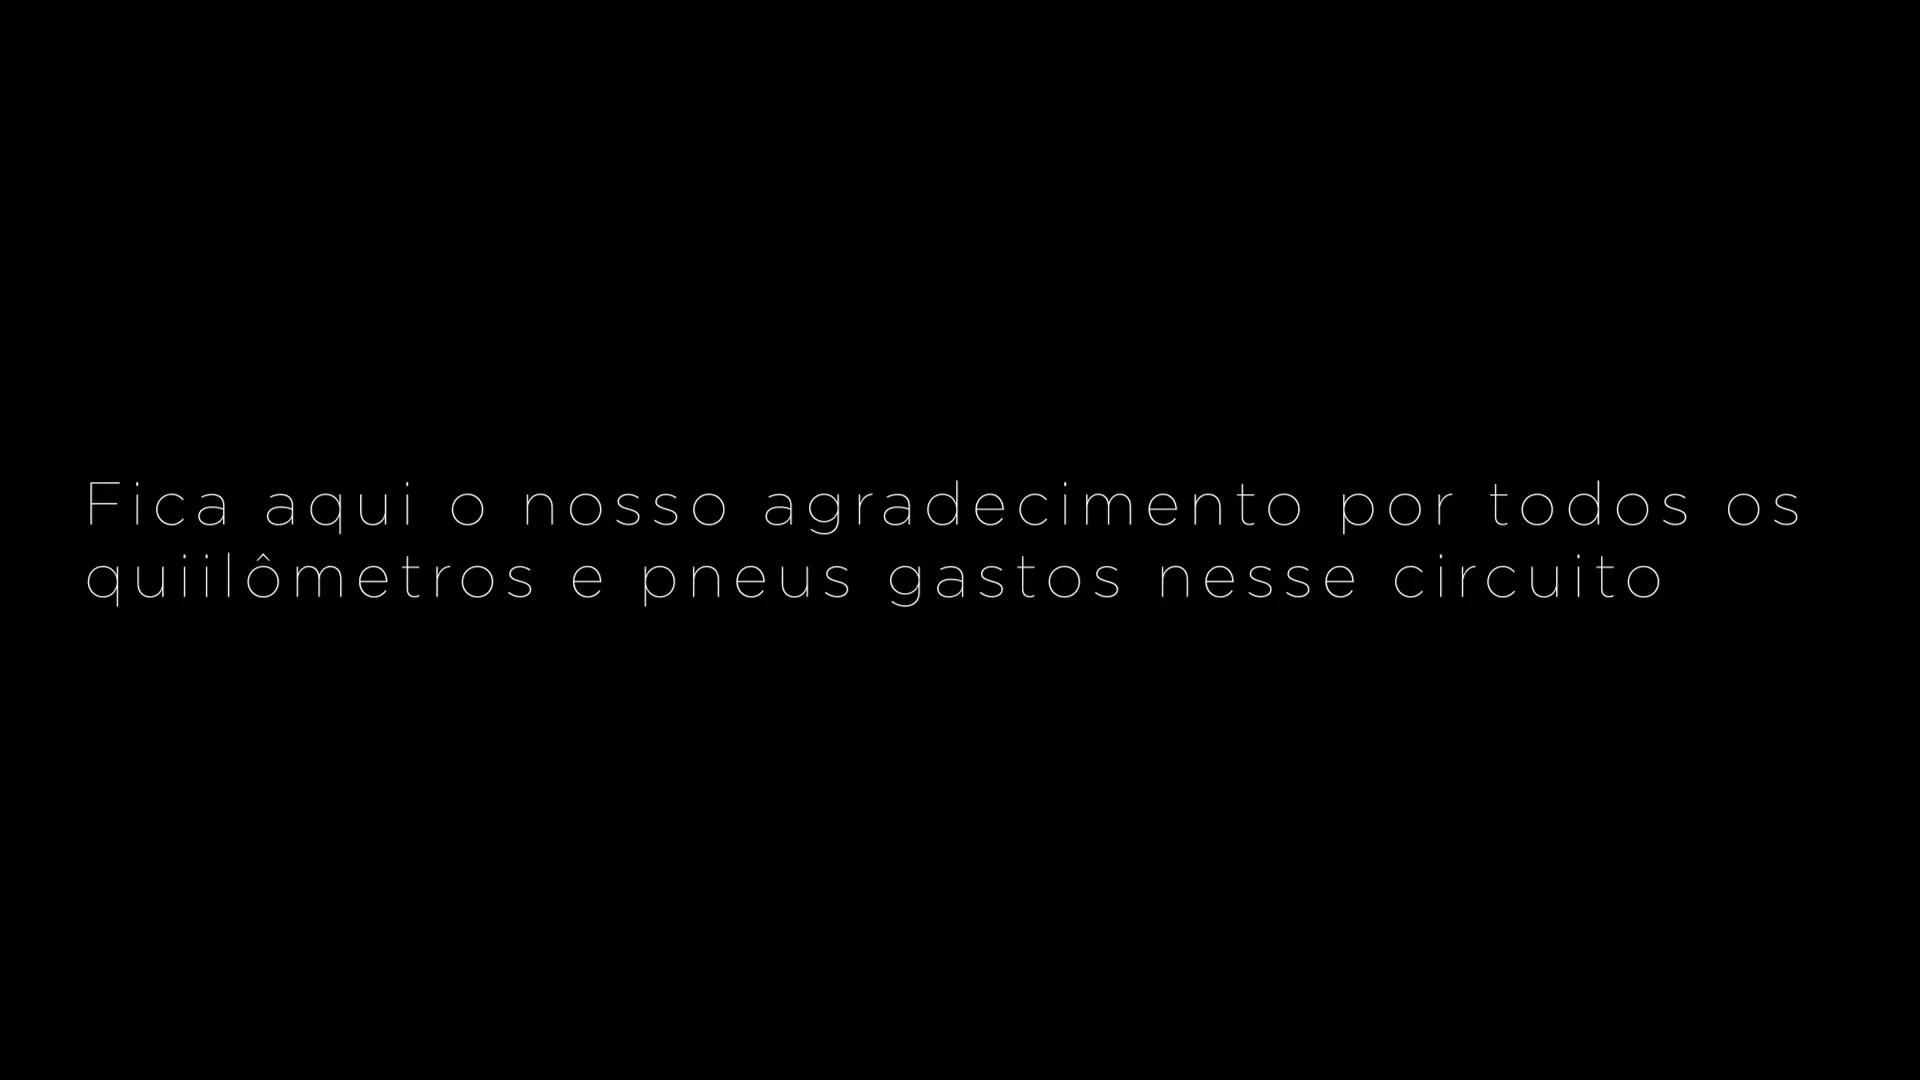 Fica aqui o nosso agradecimento por todos os
quiilômetros e pneus gastos nesse circuito